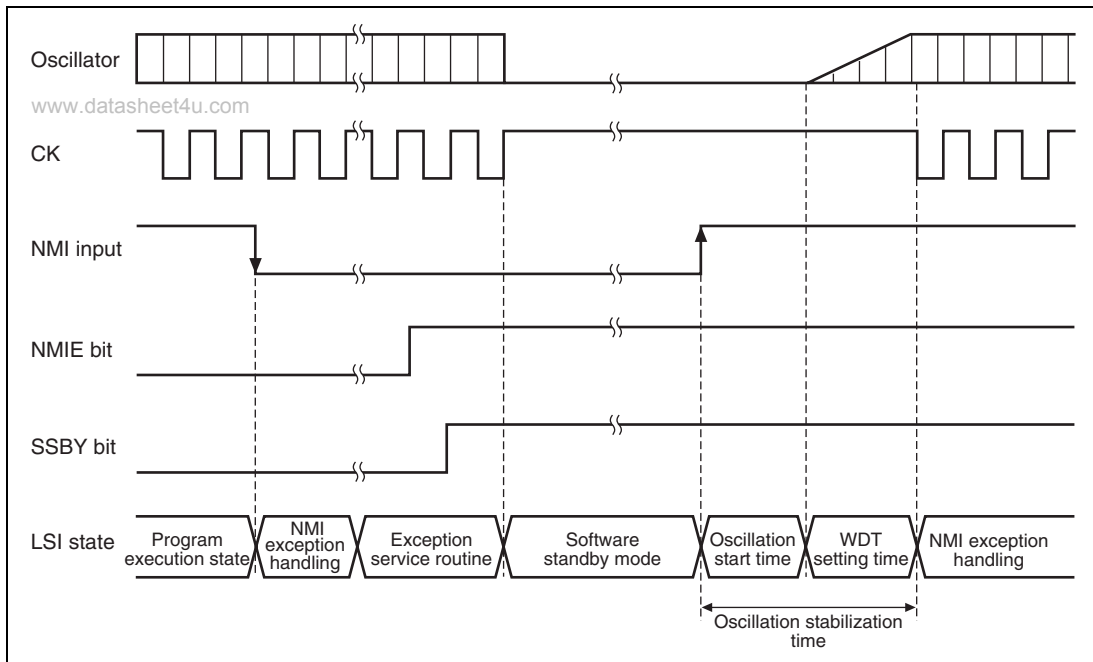 Oscillator
www.datasheet4u.com
CK
NMI input
NMIE bit
SSBY bit
LSI state
Program
execution state
NMI
exception
handling
Exception
service routine
Software
standby mode
Oscillation
start time
WDT
setting time
NMI exception
handling
Oscillation stabilization
time